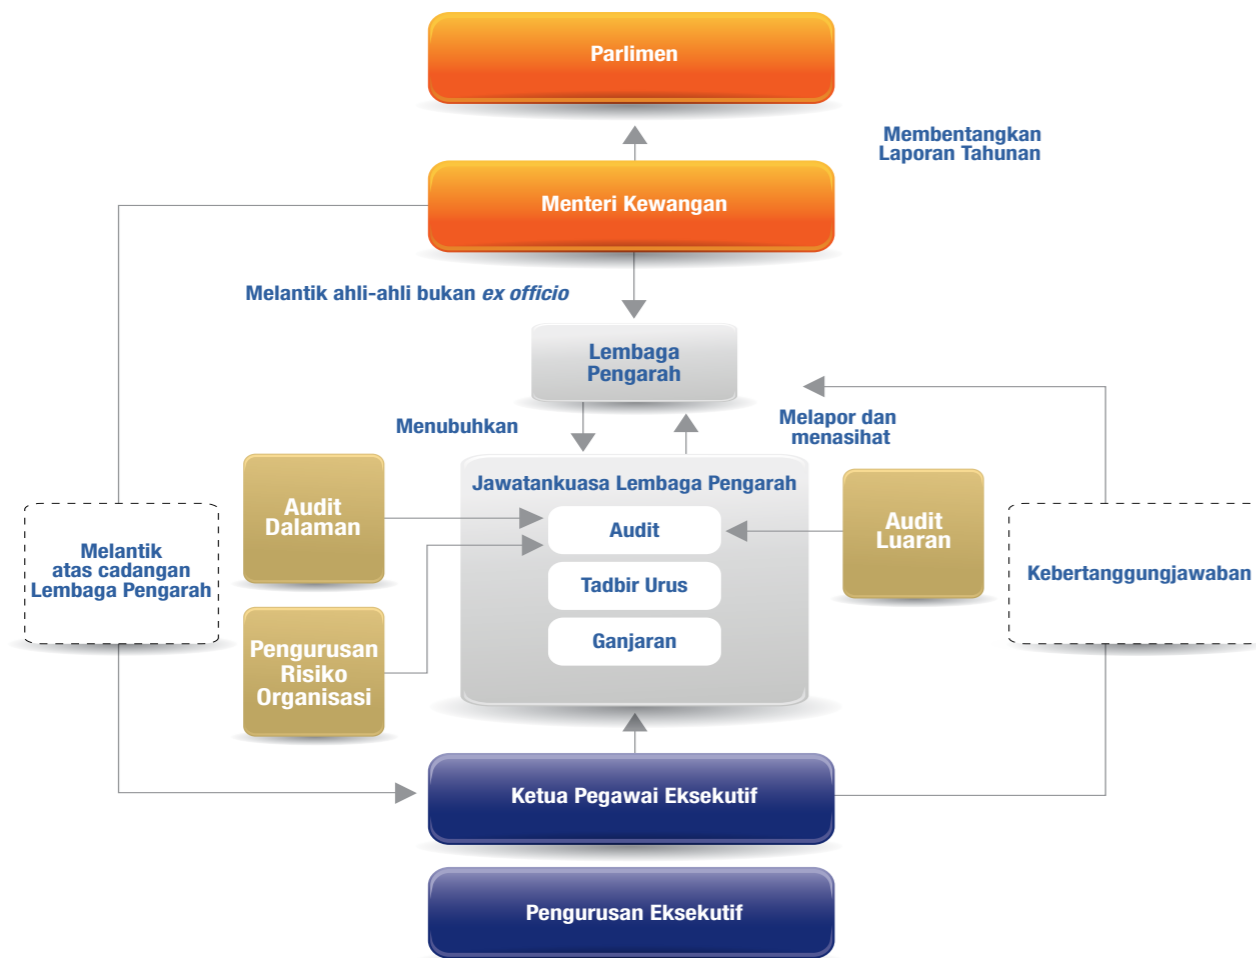 Parlimen
Membentangkan
Laporan Tahunan
Menteri Kewangan
Melantik ahli-ahli bukan ex officio
Lembaga
Pengarah
Menubuhkan
Melapor dan
menasihat
Jawatankuasa Lembaga Pengarah
Audit
Dalaman
Audit
Audit
Luaran
Melantik
atas cadangan
Lembaga Pengarah
Tadbir Urus
Kebertanggungjawaban
Pengurusan
Risiko
Organisasi
Ganjaran
Ketua Pegawai Eksekutif
Pengurusan Eksekutif